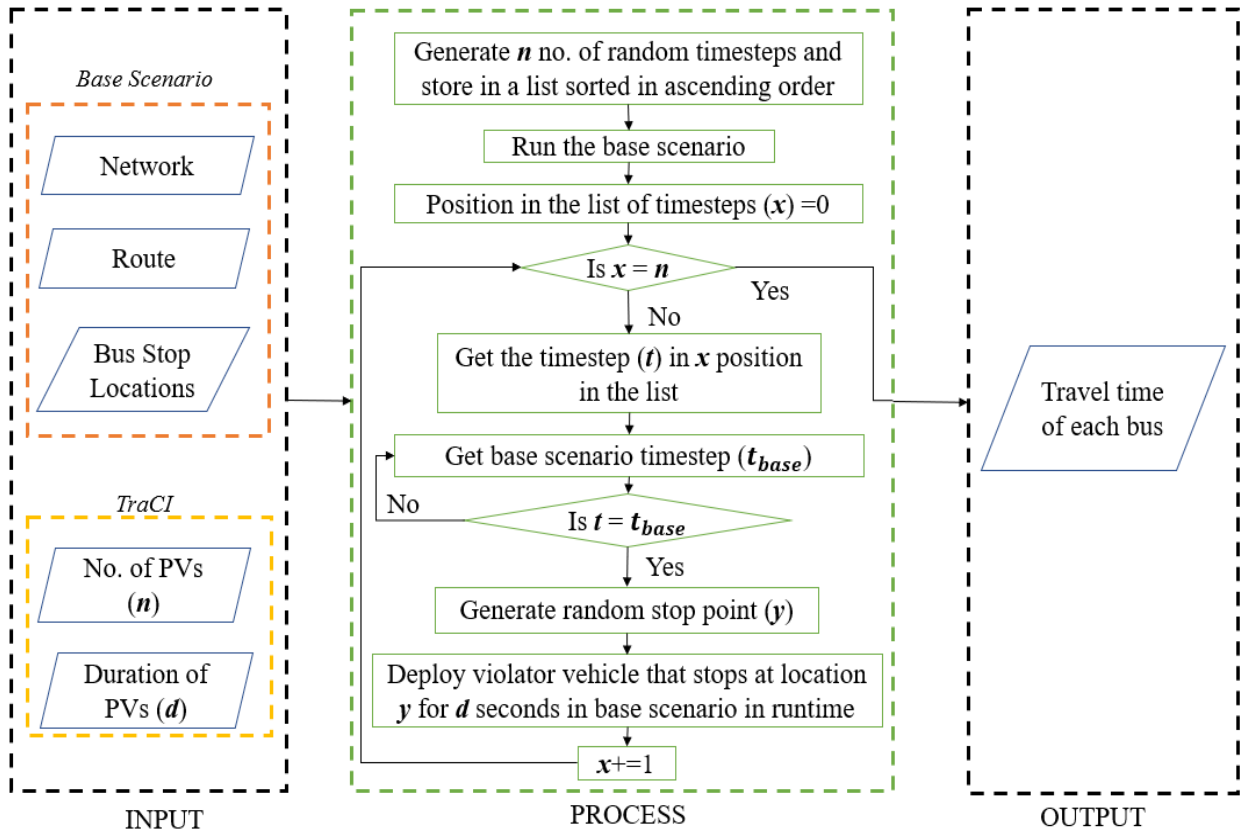 Base Scenario
Network
Route
Bus Stop
Locations
TraCI
No. of PVs
(n)
Duration of
PVs (d)
INPUT
Generate n no. of random timesteps and
store in a list sorted in ascending order
Run the base scenario
Position in the list of timesteps (x) =0
Is x = n
Yes
No
Get the timestep (t) in x position
in the list
Get base scenario timestep (t_base)
No
Is t = t_base
Yes
Generate random stop point (y)
Deploy violator vehicle that stops at location
y for d seconds in base scenario in runtime
x+=1
PROCESS
Travel time
of each bus
OUTPUT